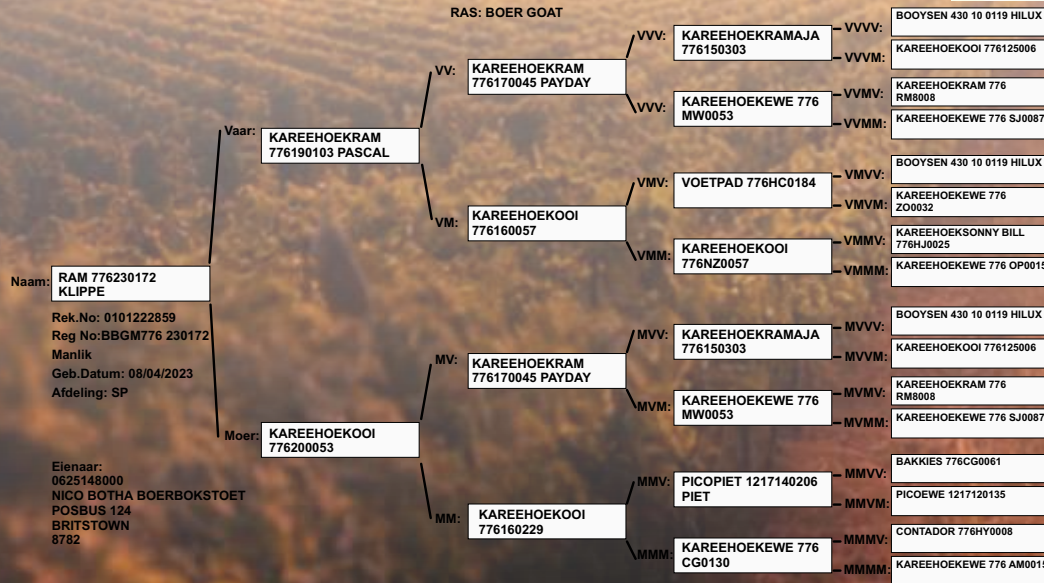 RAS: BOER GOAT
Naam:
RAM 776230172
KLIPPE
Rek.No: 0101222859
Reg No:BBGM776 230172
Manlik
Geb.Datum: 08/04/2023
Afdeling: SP
Eienaar:
0625148000
NICO BOTHA BOERBOKSTOET
POSBUS 124
BRITSTOWN
8782
Vaar:
KAREEHOEKRAM
776190103 PASCAL
Moer:
KAREEHOEKOOI
776200053
VV:
KAREEHOEKRAM
776170045 PAYDAY
VM:
KAREEHOEKOOI
776160057
MV:
KAREEHOEKRAM
776170045 PAYDAY
MM:
KAREEHOEKOOI
776160229
VVV:
KAREEHOEKRAMAJA
776150303
VVV:
KAREEHOEKEWE 776
MW0053
VMV:
VOETPAD 776HC0184
VMM:
KAREEHOEKOOI
776NZ0057
MVV:
KAREEHOEKRAMAJA
776150303
MVM:
KAREEHOEKEWE 776
MW0053
MMV:
PICOPIET 1217140206
PIET
MMM:
KAREEHOEKEWE 776
CG0130
VVVV:
BOOYSEN 430 10 0119 HILUX
VVVM:
KAREEHOEKOOI 776125006
VVMV:
KAREEHOEKRAM 776
RM8008
VVMM:
KAREEHOEKEWE 776 SJ0087
VMVV:
BOOYSEN 430 10 0119 HILUX
VMVM:
KAREEHOEKEWE 776
ZO0032
VMMV:
KAREEHOEKSONNY BILL
776HJ0025
VMMM:
KAREEHOEKEWE 776 OP0015
MVVV:
BOOYSEN 430 10 0119 HILUX
MVVM:
KAREEHOEKOOI 776125006
MVMV:
KAREEHOEKRAM 776
RM8008
MVMM:
KAREEHOEKEWE 776 SJ0087
MMVV:
BAKKIES 776CG0061
MMVM:
PICOEWE 1217120135
MMMV:
CONTADOR 776HY0008
MMMM:
KAREEHOEKEWE 776 AM0015